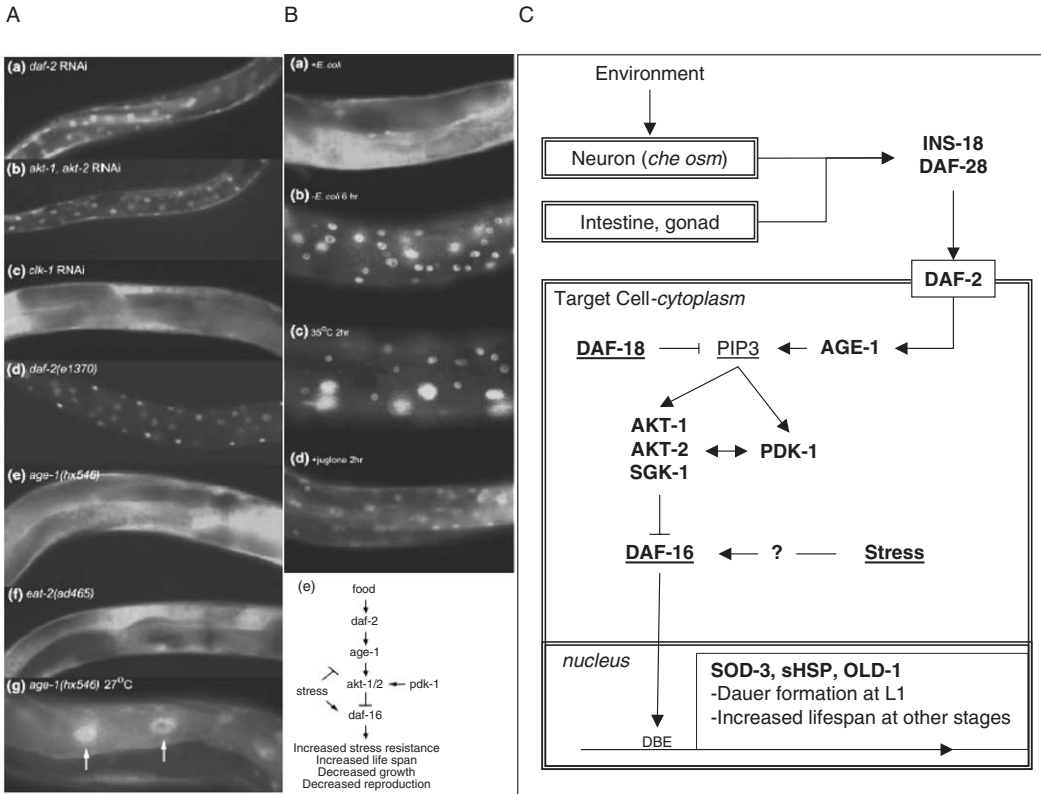 A
(a) daf-2 RNAi
(b) akt-1, akt-2 RNAi
(c) clk-1 RNAi
(d) daf-2(e1370)
(e) age-1(hx546)
(f) eat-2(ad465)
(g) age-1(hx546) 27°C
B
(a) +E. coli
(b) -E. coli 6 hr
(c) 35°C 2hr
(d) +juglone 2hr
(e)
food
daf-2
age-1
stress
akt-1/2
pdk-1
daf-16
Increased stress resistance
Increased life span
Decreased growth
Decreased reproduction
C
Environment
Neuron (che osm)
INS-18
DAF-28
Intestine, gonad
DAF-2
Target Cell-cytoplasm
DAF-18
PIP3
AGE-1
AKT-1
AKT-2
SGK-1
PDK-1
DAF-16
?
Stress
nucleus
SOD-3, sHSP, OLD-1
-Dauer formation at L1
-Increased lifespan at other stages
DBE